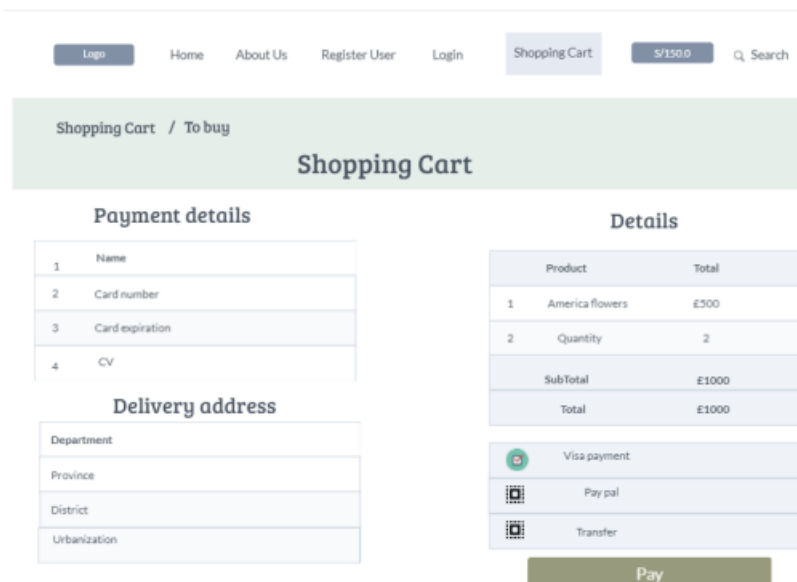 Logo Home About Us Register User Login Shopping Cart S/150.0 Search
Shopping Cart / To buy
Shopping Cart
Payment details
1 Name
2 Card number
3 Card expiration
4 CV
Delivery address
Department
Province
District
Urbanization
Details
Product Total
1 America flowers £500
2 Quantity 2
SubTotal £1000
Total £1000
Visa payment
Pay pal
Transfer
Pay